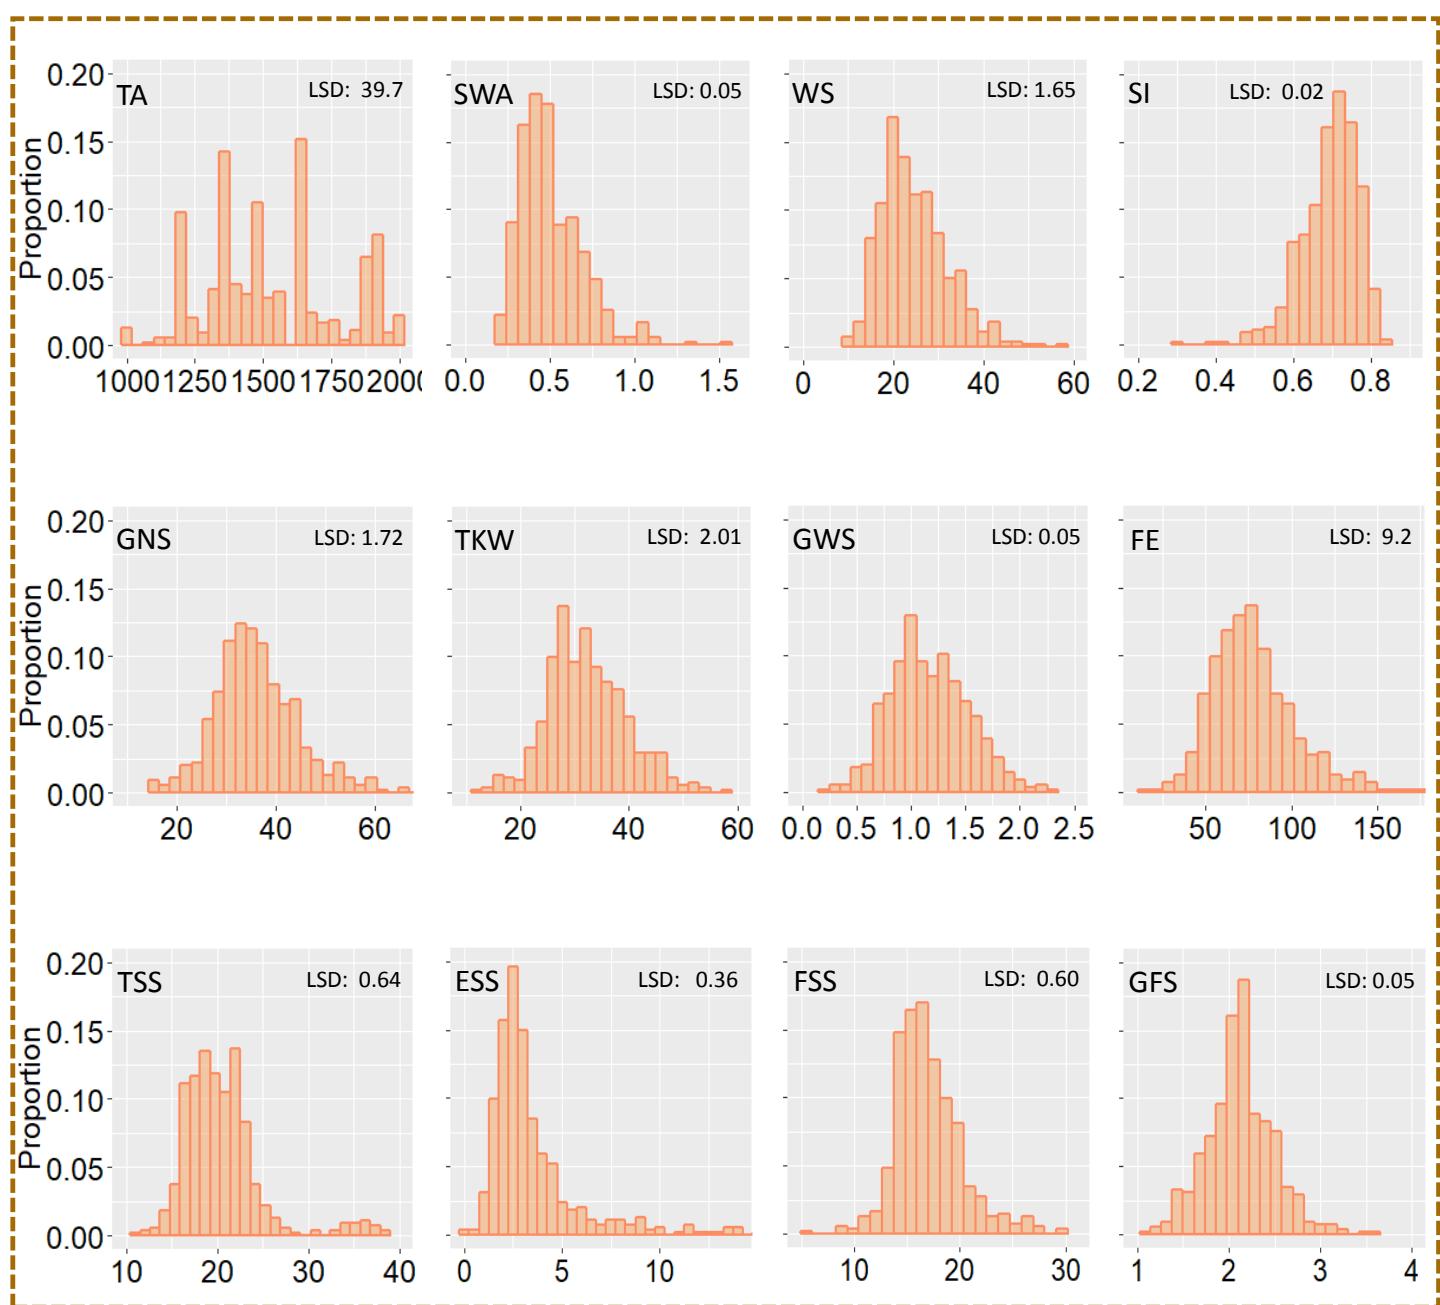 TA LSD: 39.7
SWA LSD: 0.05
WS LSD: 1.65
SI LSD: 0.02
Proportion
0.20
0.15
0.10
0.05
0.00
1000 1250 1500 1750 2000
0.0 0.5 1.0 1.5
0 20 40 60
0.2 0.4 0.6 0.8
GNS LSD: 1.72
TKW LSD: 2.01
GWS LSD: 0.05
FE LSD: 9.2
Proportion
0.20
0.15
0.10
0.05
0.00
20 40 60
20 40 60
0.0 0.5 1.0 1.5 2.0 2.5
50 100 150
TSS LSD: 0.64
ESS LSD: 0.36
FSS LSD: 0.60
GFS LSD: 0.05
Proportion
0.20
0.15
0.10
0.05
0.00
10 20 30 40
0 5 10
10 20 30
1 2 3 4